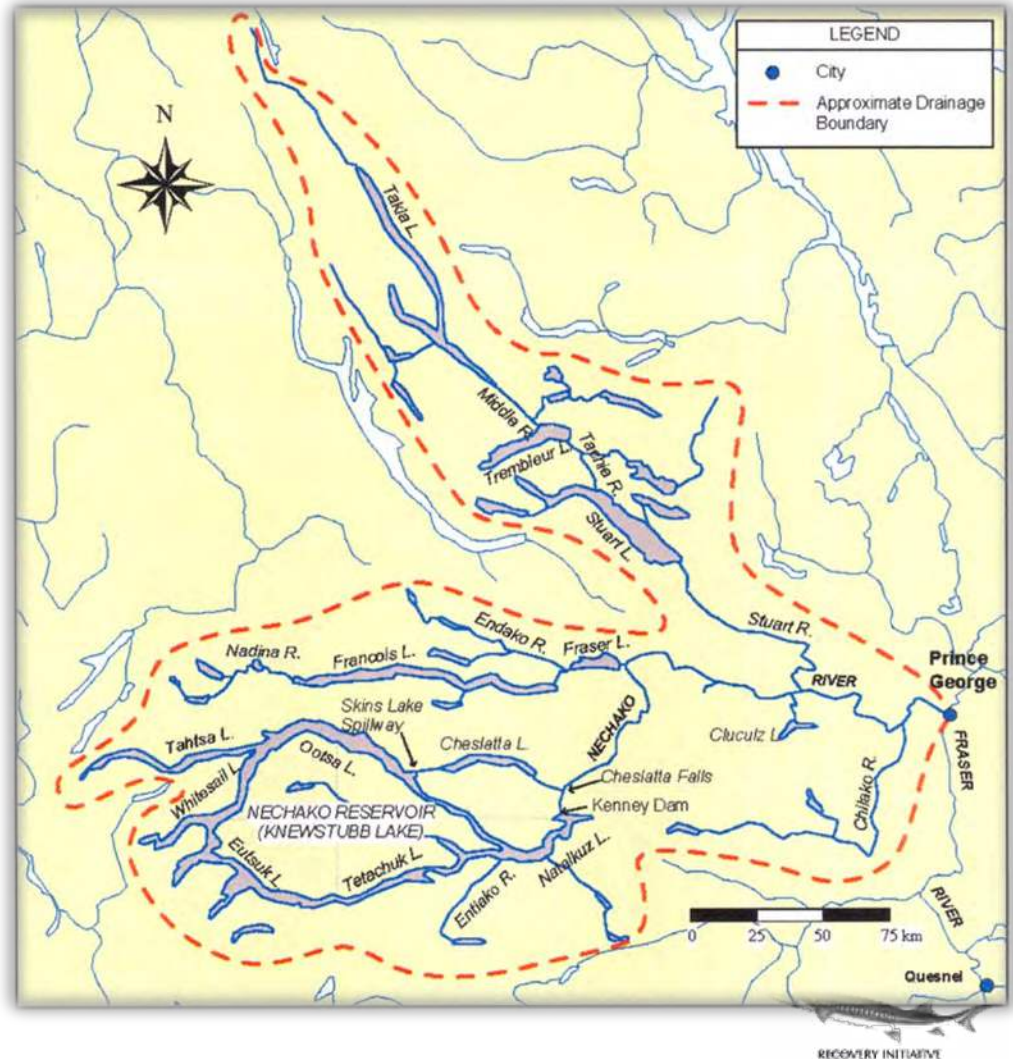 LEGEND
City
Approximate Drainage
Boundary
N
Takla L.
Middle R.
Trembleur L.
Tachie R.
Stuart L.
Stuart R.
Endako R.
Fraser L.
Nadina R.
Francois L.
Prince
George
RIVER
Skins Lake
Spillway
NECHAKO
Cluculz L.
Tahtsa L.
Ootsa L.
Cheslatta L.
FRASER
Whitesail L.
Cheslatta Falls
Chilako R.
NECHAKO RESERVOIR
(KNEWSTUBB LAKE)
Kenney Dam
Eutsuk L.
Tetachuk L.
Natalkuz L.
Entiako R.
RIVER
0 25 50 75 km
Quesnel
RECOVERY INITIATIVE